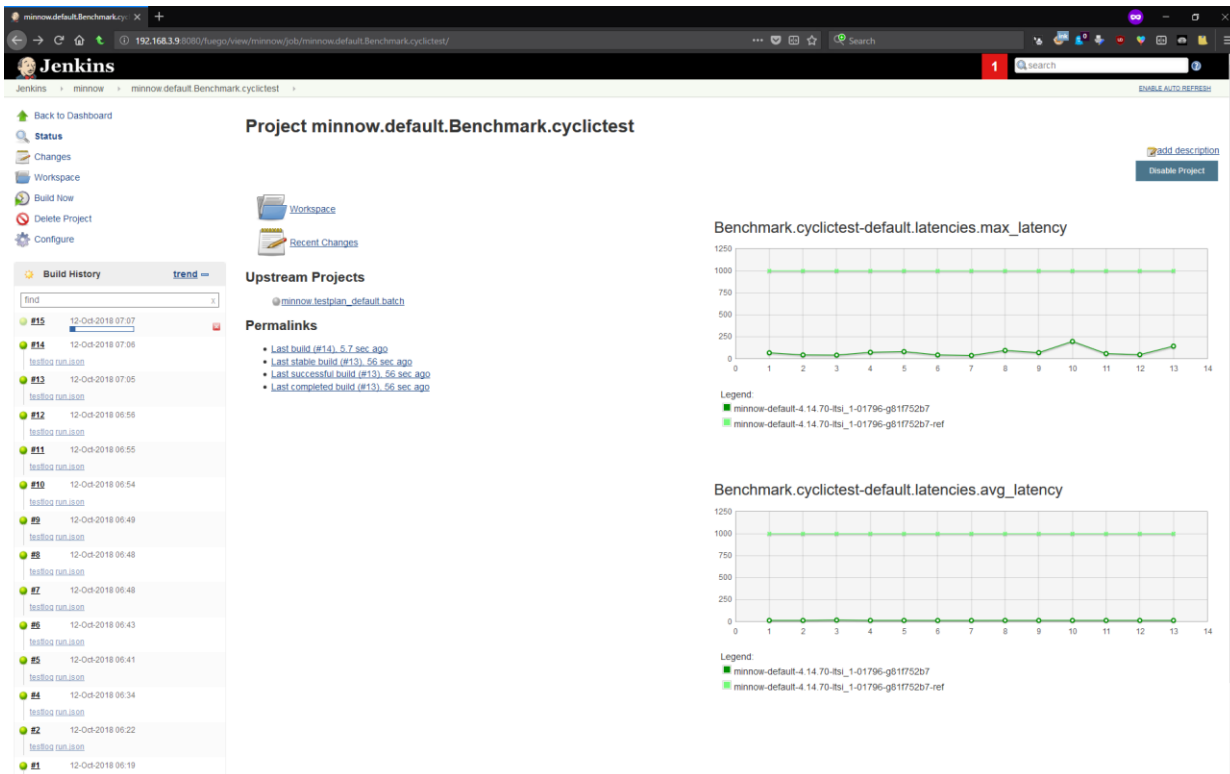 minnow.default.Benchmark.cyc
192.168.3.9:8080/fuego/view/minnow/job/minnow.default.Benchmark.cyclictest/
Search
Jenkins
1
search
Jenkins
minnow
minnow.default.Benchmark.cyclictest
ENABLE AUTO REFRESH
Back to Dashboard
Status
Changes
Workspace
Build Now
Delete Project
Configure
Build History
trend
find
x
#15 12-Oct-2018 07:07
#14 12-Oct-2018 07:06
testlog run.json
#13 12-Oct-2018 07:05
testlog run.json
#12 12-Oct-2018 06:56
testlog run.json
#11 12-Oct-2018 06:55
testlog run.json
#10 12-Oct-2018 06:54
testlog run.json
#9 12-Oct-2018 06:49
testlog run.json
#8 12-Oct-2018 06:48
testlog run.json
#7 12-Oct-2018 06:48
testlog run.json
#6 12-Oct-2018 06:43
testlog run.json
#5 12-Oct-2018 06:41
testlog run.json
#4 12-Oct-2018 06:34
testlog run.json
#2 12-Oct-2018 06:22
testlog run.json
#1 12-Oct-2018 06:19
Project minnow.default.Benchmark.cyclictest
add description
Disable Project
Workspace
Recent Changes
Upstream Projects
minnow.testplan_default.batch
Permalinks
Last build (#14), 5.7 sec ago
Last stable build (#13), 56 sec ago
Last successful build (#13), 56 sec ago
Last completed build (#13), 56 sec ago
Benchmark.cyclictest-default.latencies.max_latency
1250
1000
750
500
250
0
0 1 2 3 4 5 6 7 8 9 10 11 12 13 14
Legend:
minnow-default-4.14.70-ltsi_1-01796-g81f752b7
minnow-default-4.14.70-ltsi_1-01796-g81f752b7-ref
Benchmark.cyclictest-default.latencies.avg_latency
1250
1000
750
500
250
0
0 1 2 3 4 5 6 7 8 9 10 11 12 13 14
Legend:
minnow-default-4.14.70-ltsi_1-01796-g81f752b7
minnow-default-4.14.70-ltsi_1-01796-g81f752b7-ref